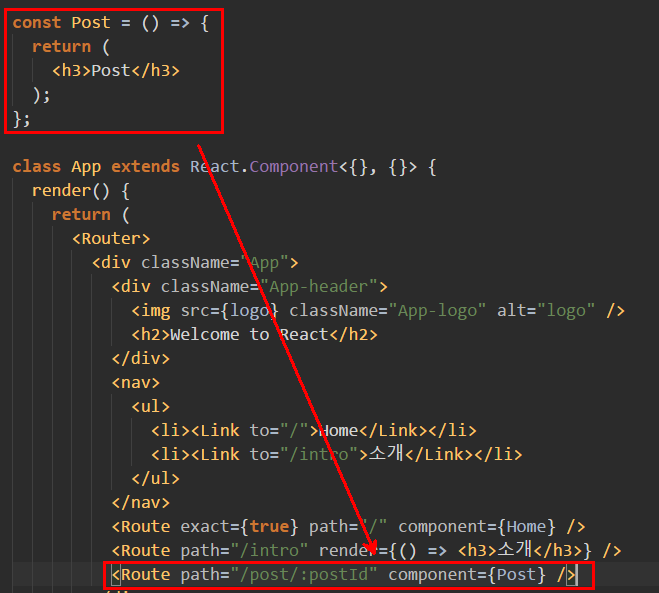 const Post = () => {
  return (
    <h3>Post</h3>
  );
};

class App extends React.Component<{}, {}> {
  render() {
    return (
      <Router>
        <div className="App">
          <div className="App-header">
            <img src={logo} className="App-logo" alt="logo" />
            <h2>Welcome to React</h2>
          </div>
          <nav>
            <ul>
              <li><Link to="/">Home</Link></li>
              <li><Link to="/intro">소개</Link></li>
            </ul>
          </nav>
          <Route exact={true} path="/" component={Home} />
          <Route path="/intro" render={() => <h3>소개</h3>} />
          <Route path="/post/:postId" component={Post} />